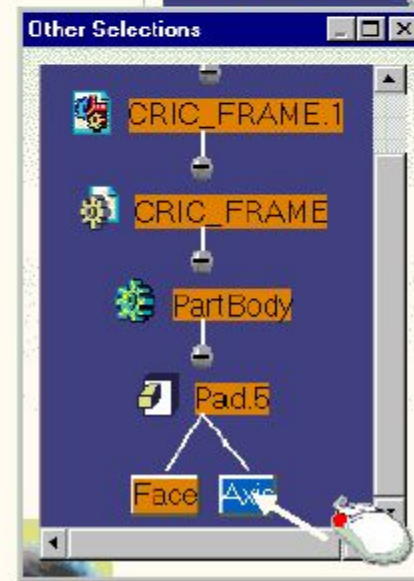 Other Selections
CRIC_FRAME.1
CRIC_FRAME
PartBody
Pad.5
Face Axis